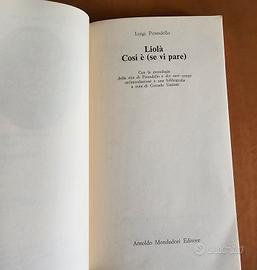 Luigi Pirandello
Liolà
Così è (se vi pare)
Con la cronologia
della vita di Pirandello e dei suoi tempi
un'introduzione e una bibliografia
a cura di Corrado Simioni
Arnoldo Mondadori Editore
subito